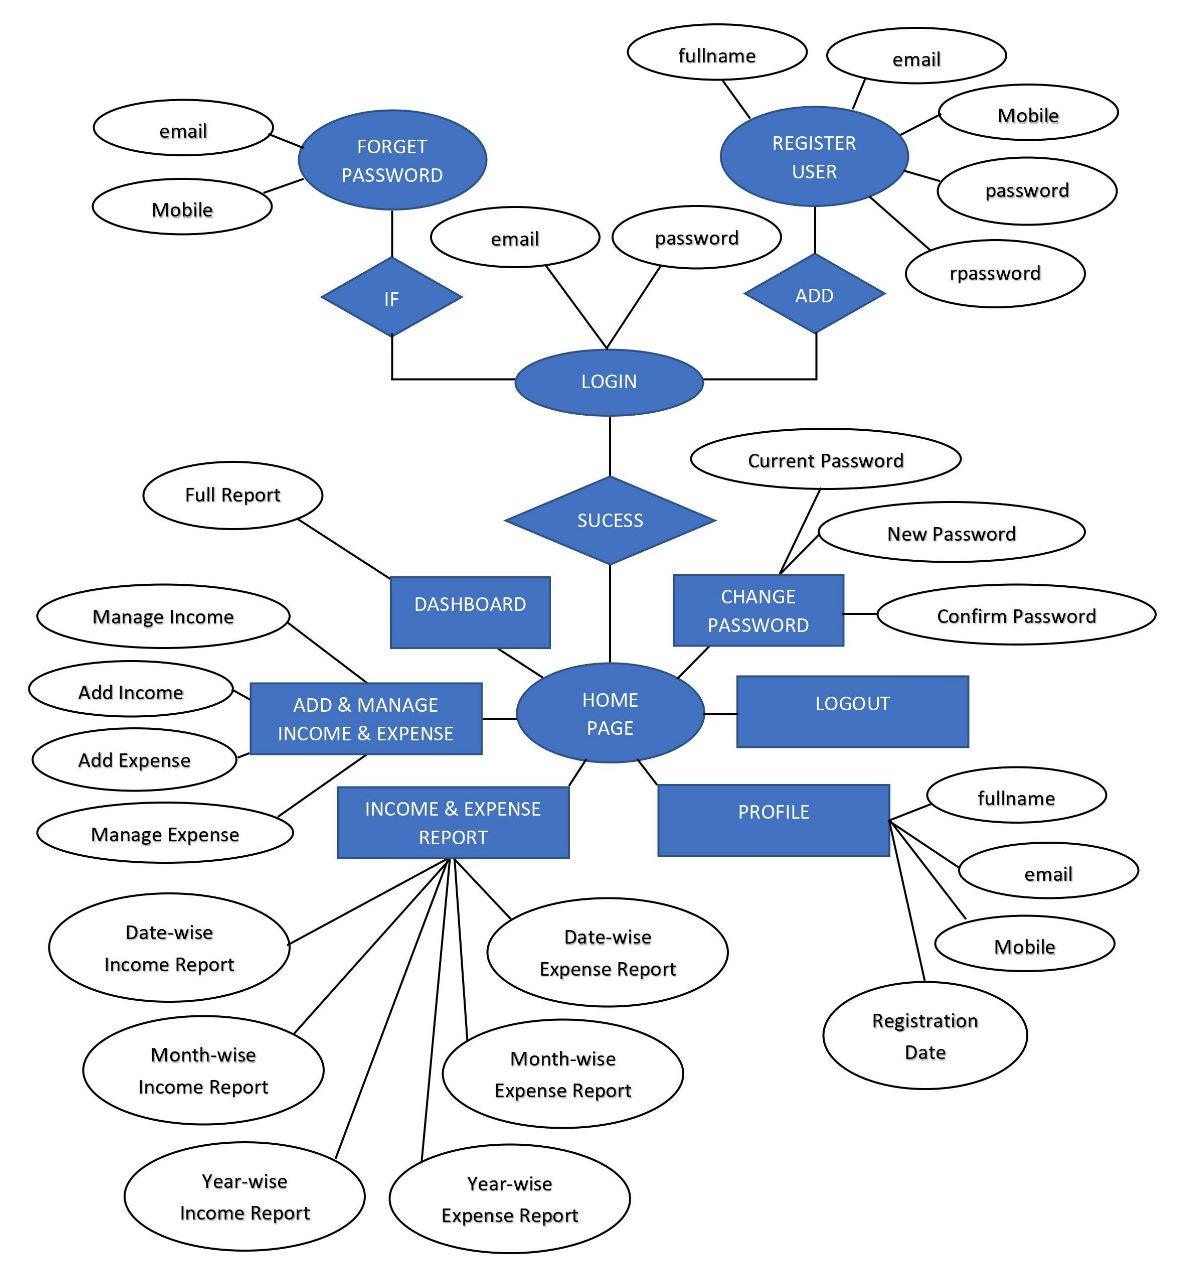 fullname
email
email
FORGET
PASSWORD
REGISTER
USER
Mobile
Mobile
password
email
password
rpassword
IF
ADD
LOGIN
Current Password
Full Report
SUCESS
New Password
DASHBOARD
CHANGE
PASSWORD
Manage Income
Confirm Password
Add Income
ADD & MANAGE
INCOME & EXPENSE
HOME
PAGE
LOGOUT
Add Expense
Manage Expense
INCOME & EXPENSE
REPORT
PROFILE
fullname
email
Mobile
Registration
Date
Date-wise
Income Report
Date-wise
Expense Report
Month-wise
Income Report
Month-wise
Expense Report
Year-wise
Income Report
Year-wise
Expense Report